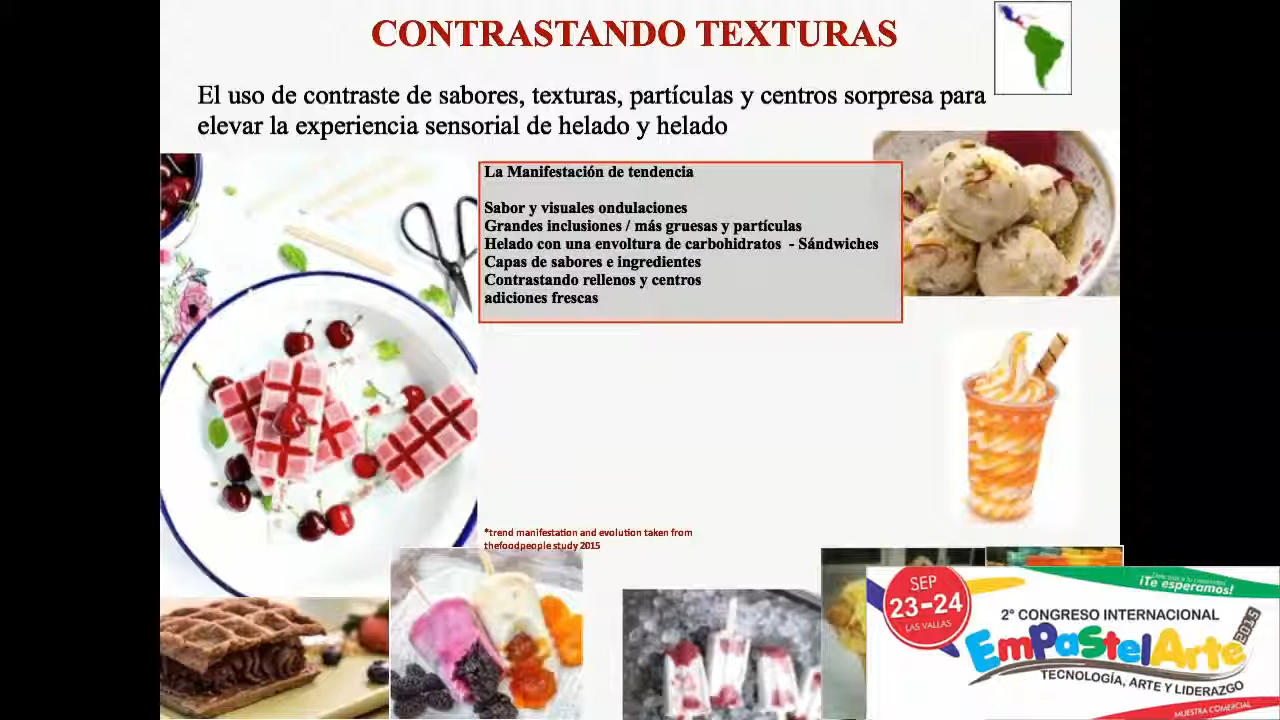 CONTRASTANDO TEXTURAS
El uso de contraste de sabores, texturas, partículas y centros sorpresa para
elevar la experiencia sensorial de helado y helado
La Manifestación de tendencia
Sabor y visuales ondulaciones
Grandes inclusiones / más gruesas y partículas
Helado con una envoltura de carbohidratos - Sándwiches
Capas de sabores e ingredientes
Contrastando rellenos y centros
adiciones frescas
*trend manifestation and evolution taken from
thefoodpeople study 2015
SEP
23-24
LAS VALLAS
¡Te esperamos!
2° CONGRESO INTERNACIONAL
EmPaStelArte
2015
TECNOLOGÍA, ARTE Y LIDERAZGO
MUESTRA COMERCIAL